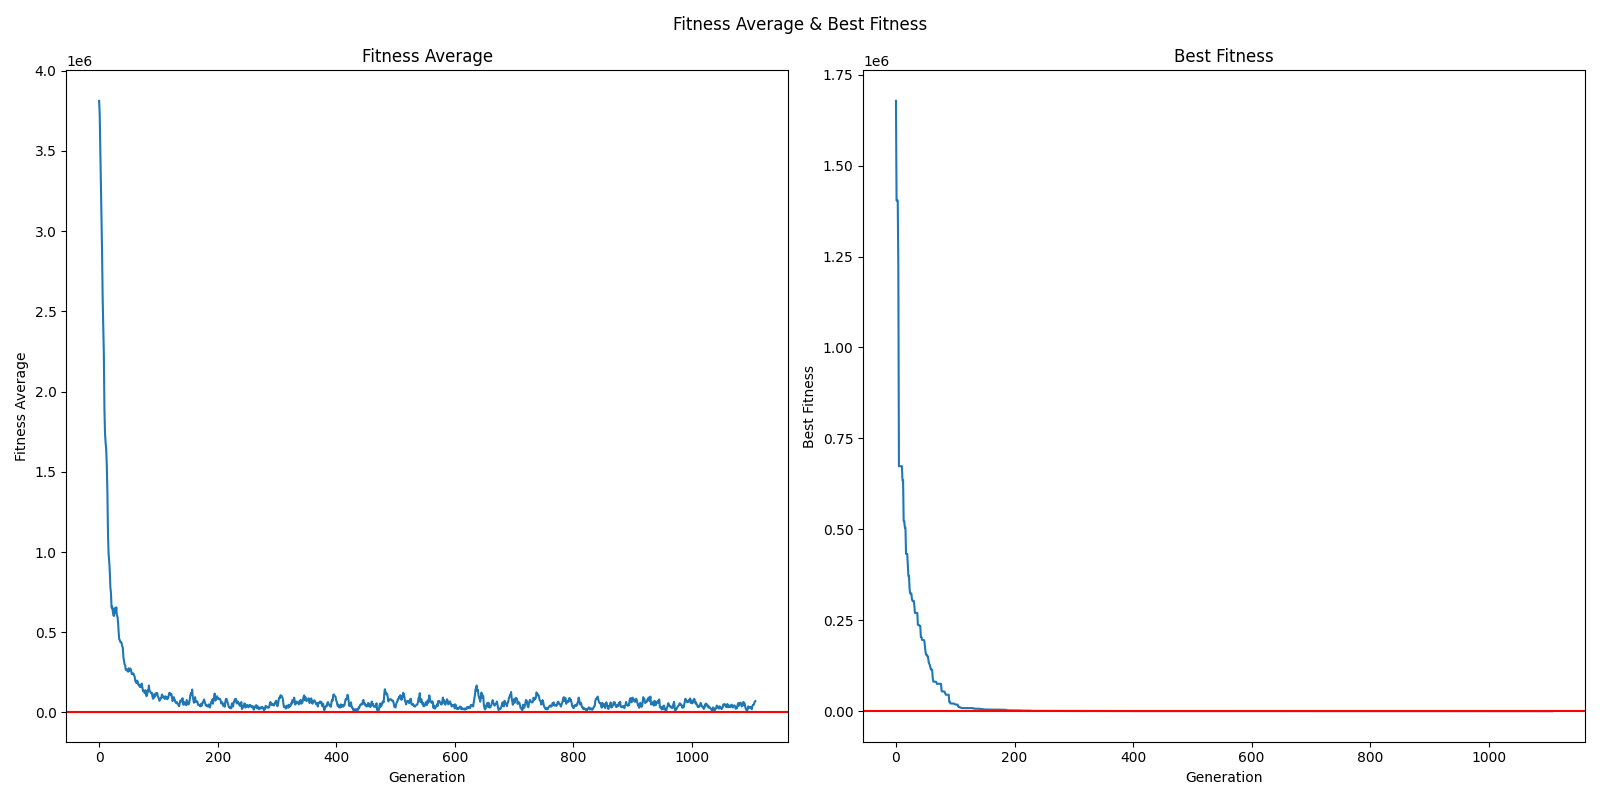 Fitness Average & Best Fitness
Fitness Average
1e6
4.0
3.5
3.0
2.5
2.0
1.5
1.0
0.5
0.0
Fitness Average
0 200 400 600 800 1000
Generation
Best Fitness
1e6
1.75
1.50
1.25
1.00
0.75
0.50
0.25
0.00
Best Fitness
0 200 400 600 800 1000
Generation